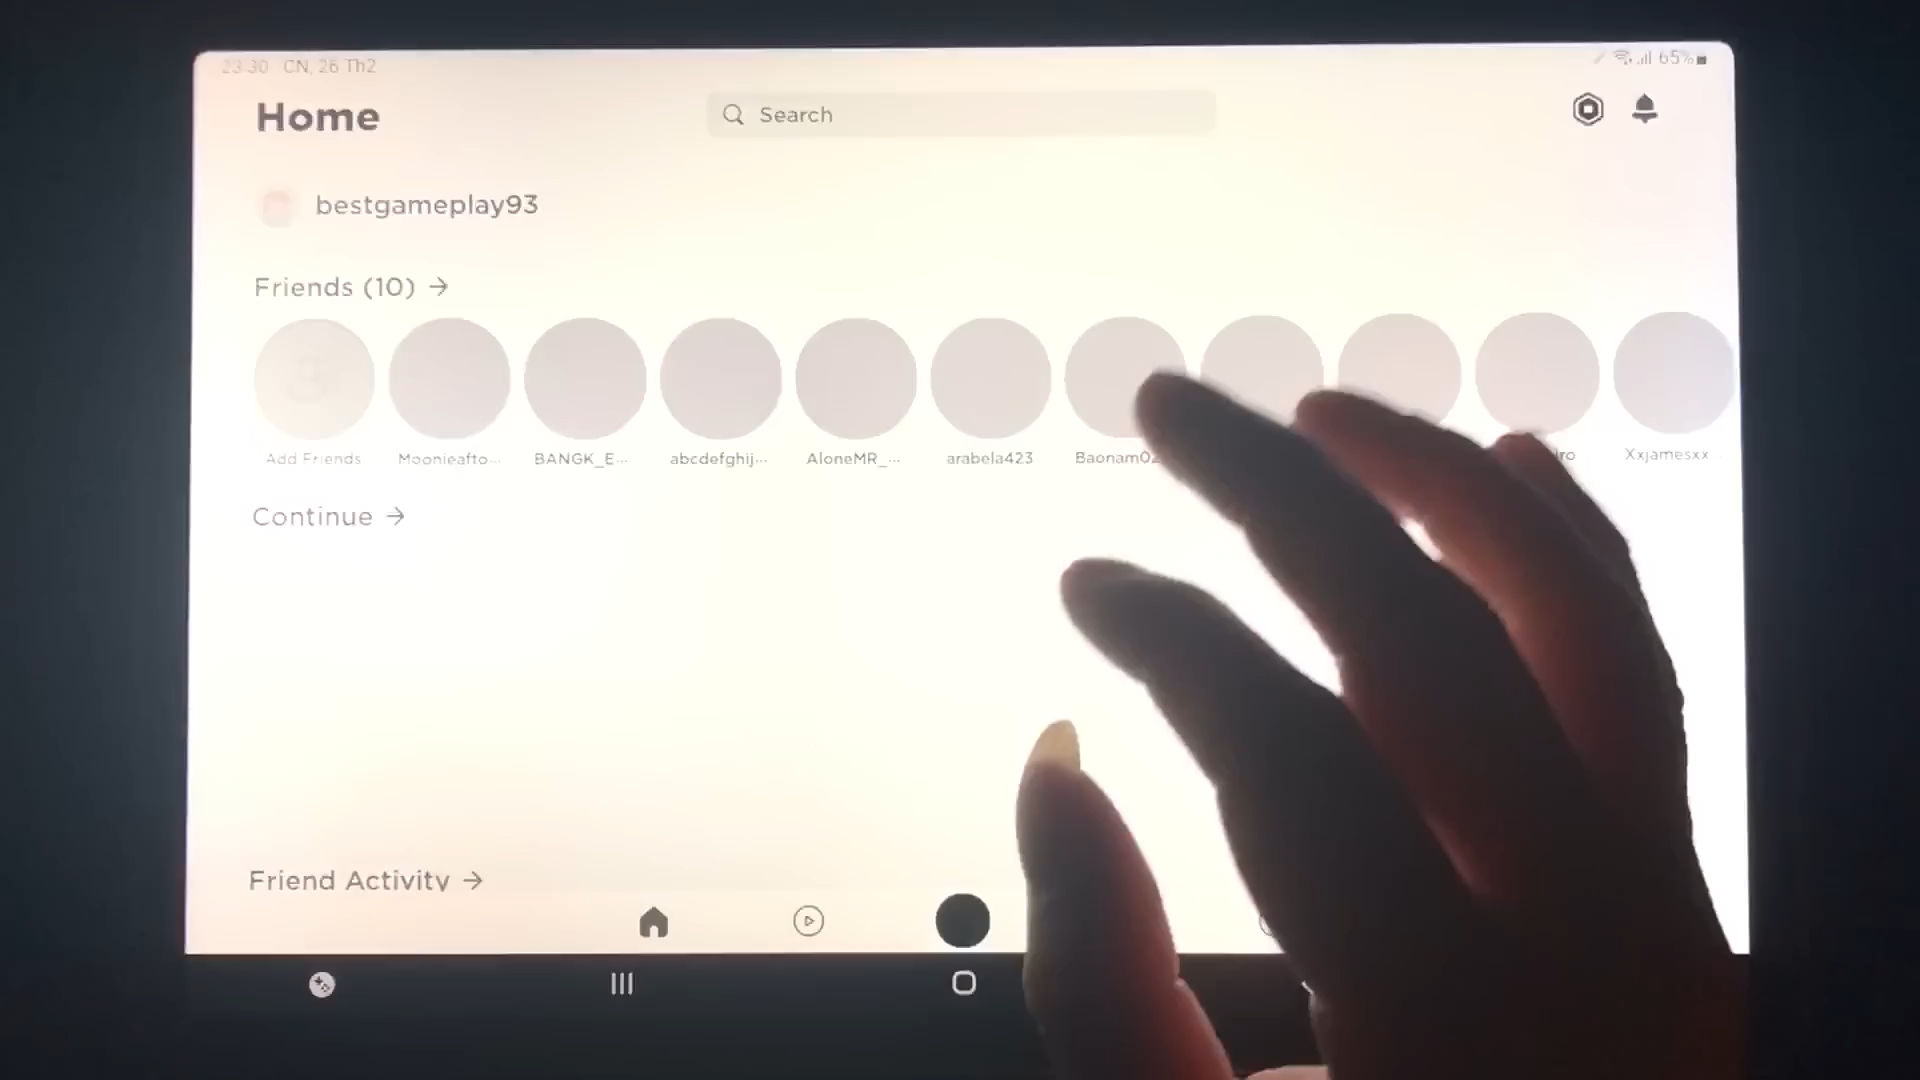 23:30 CN, 26 Th2
65%
Home
Search
bestgameplay93
Friends (10) →
Add Friends
Moonieafto...
BANGK_E...
abcdefghij...
AloneMR_...
arabela423
Xxjamesxx
Continue →
Friend Activity →